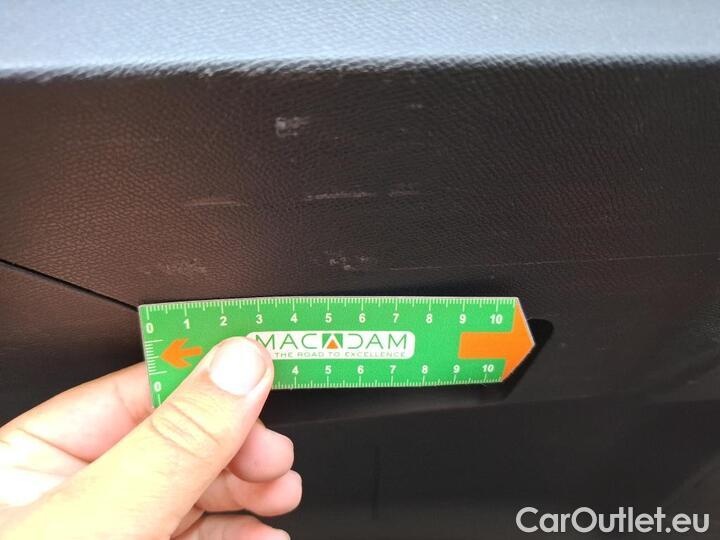 0 1 2 3 4 5 6 7 8 9 10
MACADAM
THE ROAD TO EXCELLENCE
0 4 5 6 7 8 9 10
CarOutlet.eu